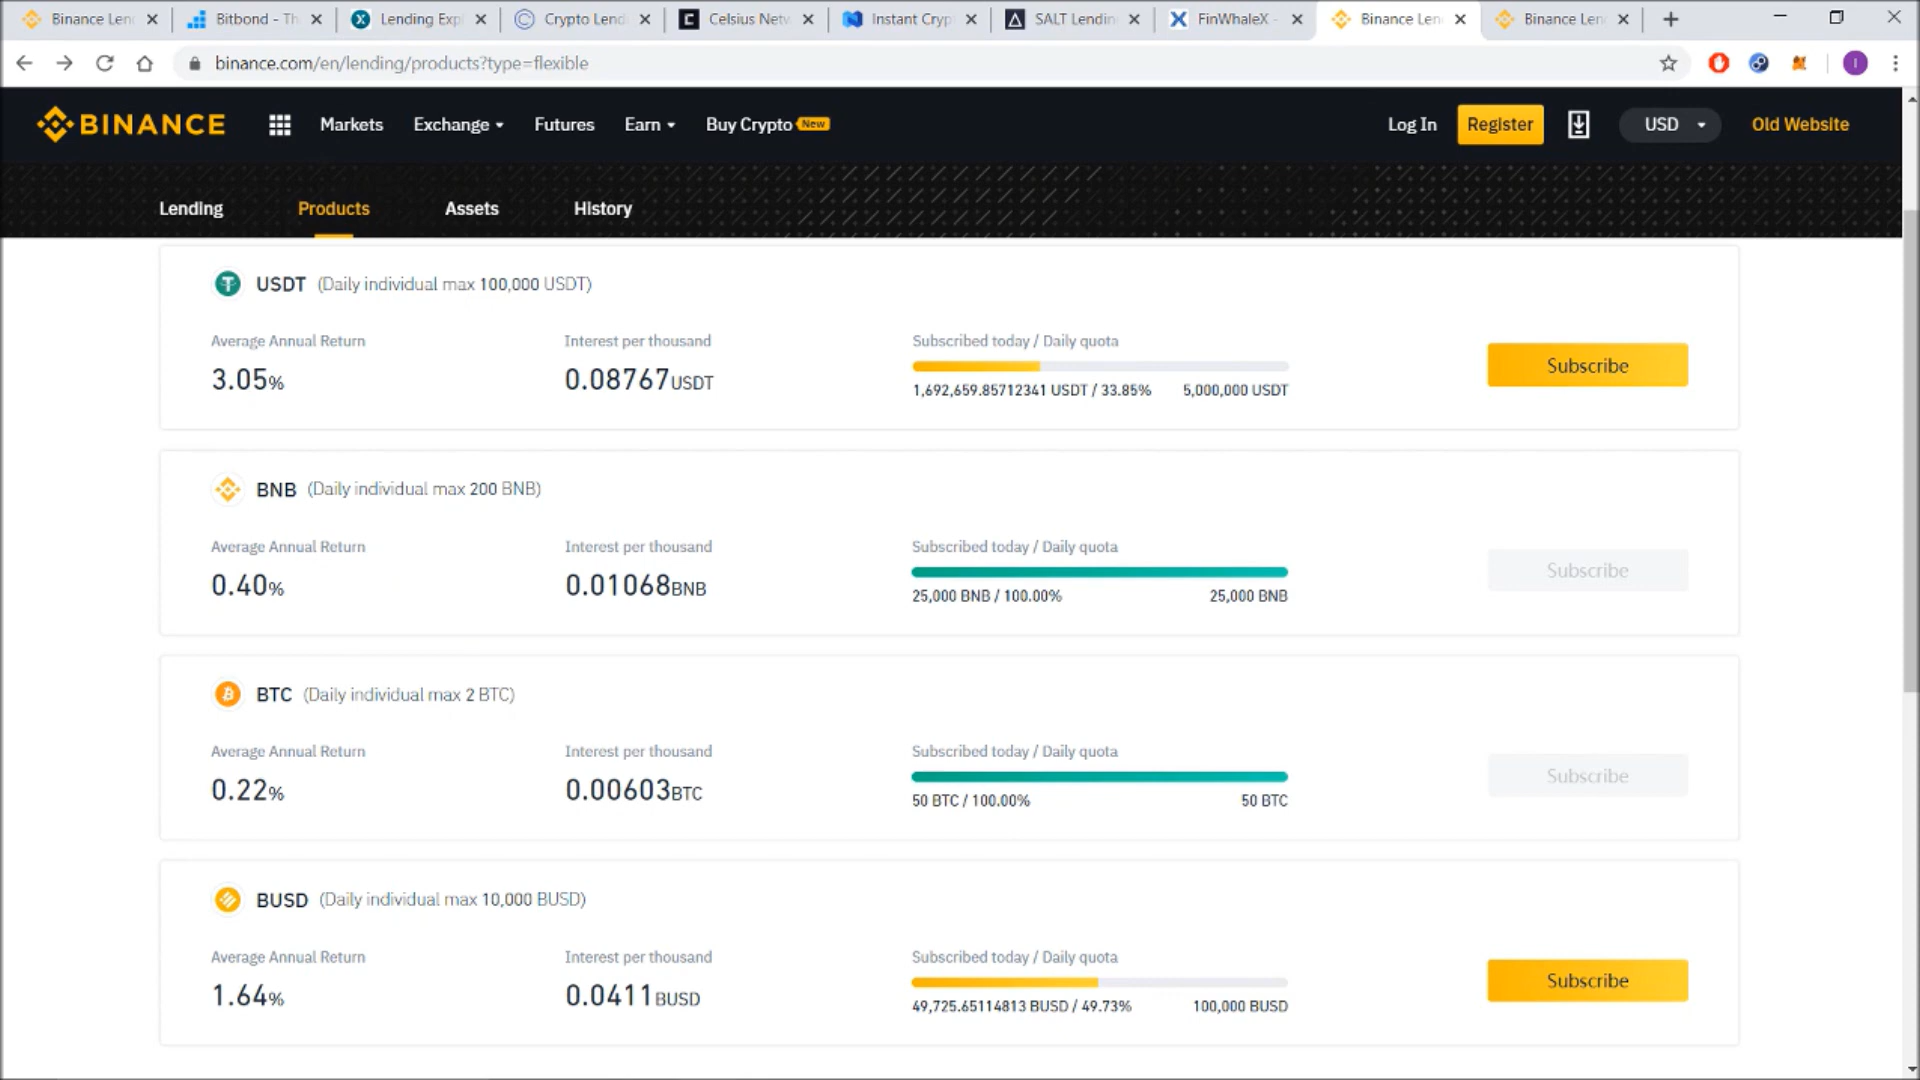 Binance Len
Bitbond - Th
Lending Exp
Crypto Lend
Celsius Netw
Instant Cryp
SALT Lendin
FinWhaleX -
Binance Len
Binance Len
binance.com/en/lending/products?type=flexible
BINANCE Markets Exchange Futures Earn Buy Crypto New Log In Register USD Old Website
Lending Products Assets History
USDT (Daily individual max 100,000 USDT)
Average Annual Return Interest per thousand Subscribed today / Daily quota
3.05% 0.08767USDT Subscribe
1,692,659.85712341 USDT / 33.85% 5,000,000 USDT
BNB (Daily individual max 200 BNB)
Average Annual Return Interest per thousand Subscribed today / Daily quota
0.40% 0.01068BNB Subscribe
25,000 BNB / 100.00% 25,000 BNB
BTC (Daily individual max 2 BTC)
Average Annual Return Interest per thousand Subscribed today / Daily quota
0.22% 0.00603BTC Subscribe
50 BTC / 100.00% 50 BTC
BUSD (Daily individual max 10,000 BUSD)
Average Annual Return Interest per thousand Subscribed today / Daily quota
1.64% 0.0411BUSD Subscribe
49,725.65114813 BUSD / 49.73% 100,000 BUSD